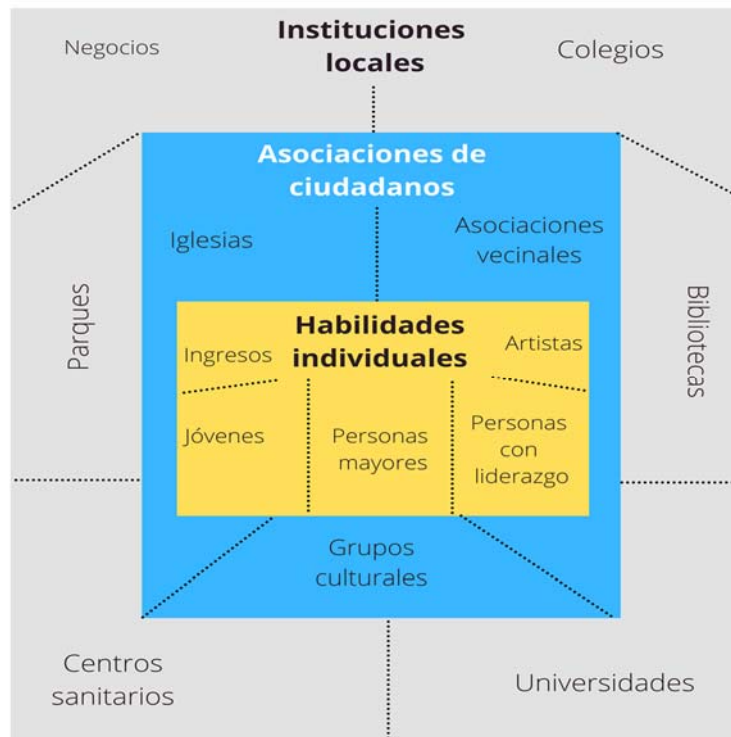 Instituciones
locales
Negocios
Colegios
Asociaciones de
ciudadanos
Iglesias
Asociaciones
vecinales
Parques
Bibliotecas
Habilidades
individuales
Ingresos
Artistas
Jóvenes
Personas
mayores
Personas
con
liderazgo
Grupos
culturales
Centros
sanitarios
Universidades